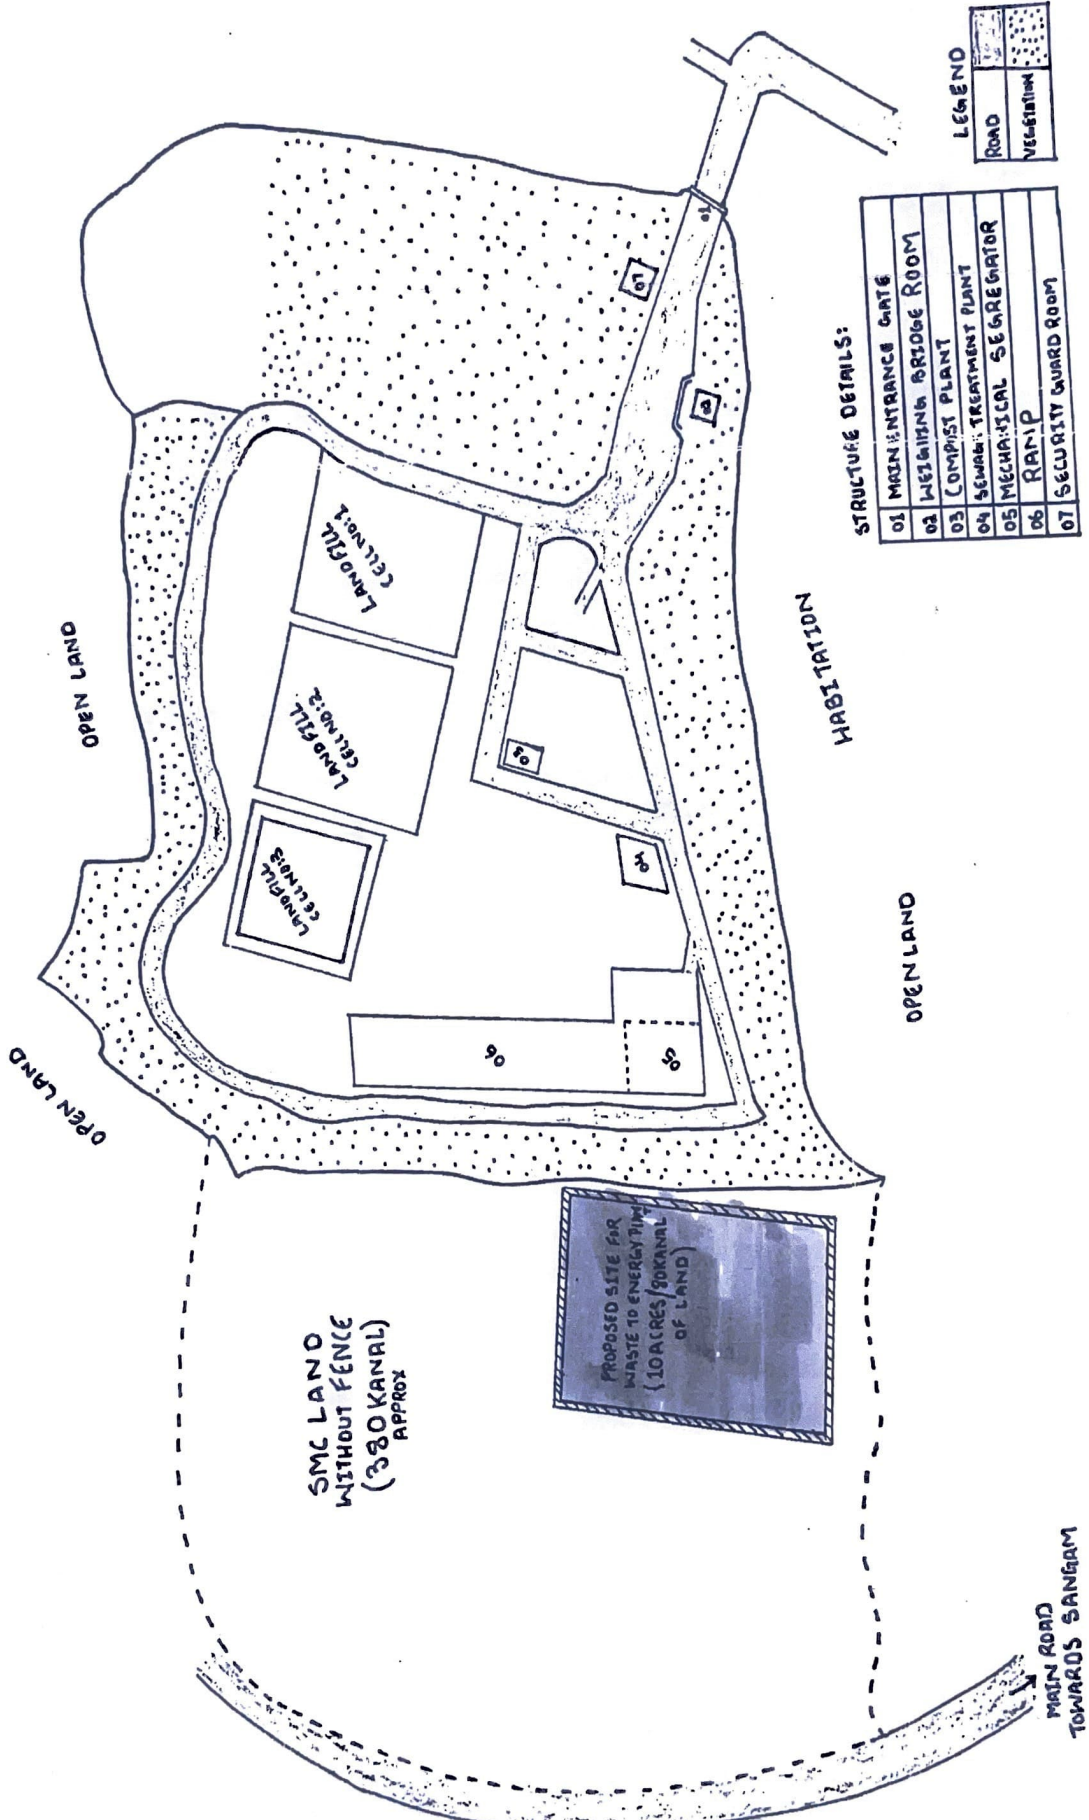 OPEN LAND
OPEN LAND
LANDFILL
CELL NO:1
LANDFILL
CELL NO:2
LANDFILL
CELL NO:3
01
02
07
03
04
05
06
HABITATION
OPEN LAND
SMC LAND
WITHOUT FENCE
(380 KANAL)
APPROX
PROPOSED SITE FOR
WASTE TO ENERGY
(10 ACRES/80KANAL
OF LAND)
MAIN ROAD
TOWARDS SANGAM
STRUCTURE DETAILS:
01 MAIN ENTRANCE GATE
02 WEIGHING BRIDGE ROOM
03 COMPOST PLANT
04 SEWAGE TREATMENT PLANT
05 MECHANICAL SEGREGATOR
06 RAMP
07 SECURITY GUARD ROOM
LEGEND
ROAD
VEGETATION